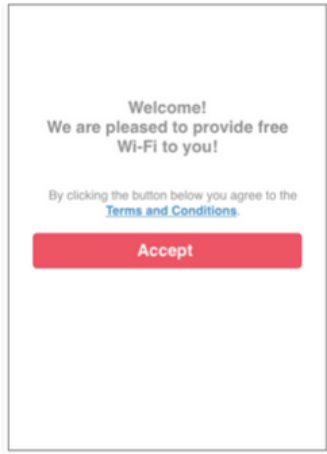 Welcome!
We are pleased to provide free
Wi-Fi to you!
By clicking the button below you agree to the
Terms and Conditions.
Accept